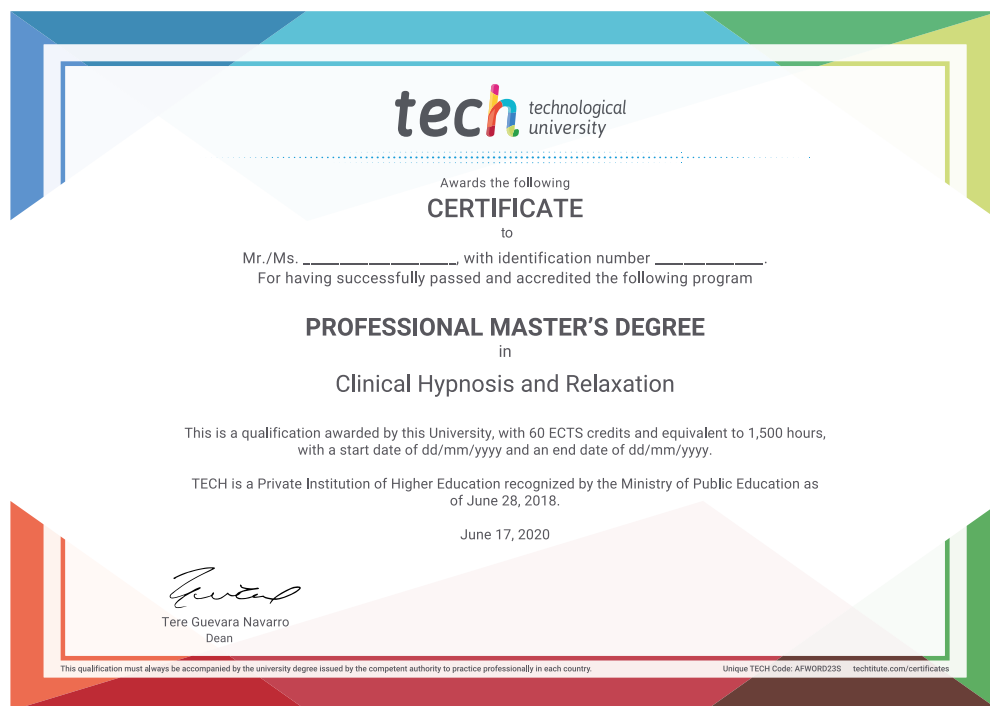 tech technological
university
Awards the following
CERTIFICATE
to
Mr./Ms. ____________________, with identification number ______________.
For having successfully passed and accredited the following program
PROFESSIONAL MASTER'S DEGREE
in
Clinical Hypnosis and Relaxation
This is a qualification awarded by this University, with 60 ECTS credits and equivalent to 1,500 hours,
with a start date of dd/mm/yyyy and an end date of dd/mm/yyyy.
TECH is a Private Institution of Higher Education recognized by the Ministry of Public Education as
of June 28, 2018.
June 17, 2020
Tere Guevara Navarro
Dean
This qualification must always be accompanied by the university degree issued by the competent authority to practice professionally in each country.
Unique TECH Code: AFWORD23S techtitute.com/certificates